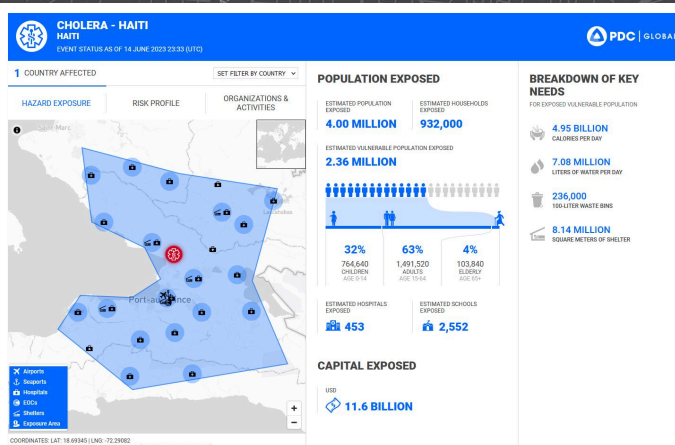 CHOLERA - HAITI
HAITI
EVENT STATUS AS OF 14 JUNE 2023 23:33 (UTC)
PDC | GLOBAL
1 COUNTRY AFFECTED
SET FILTER BY COUNTRY
HAZARD EXPOSURE
RISK PROFILE
ORGANIZATIONS &
ACTIVITIES
Saint Marc
Lascahobas
Port-au-Prince
Airports
Seaports
Hospitals
EOCs
Shelters
Exposure Area
+
−
COORDINATES: LAT: 18.69345 | LNG: -72.29082
POPULATION EXPOSED
ESTIMATED POPULATION
EXPOSED
4.00 MILLION
ESTIMATED HOUSEHOLDS
EXPOSED
932,000
ESTIMATED VULNERABLE POPULATION EXPOSED
2.36 MILLION
32%
764,640
CHILDREN
AGE 0-14
63%
1,491,520
ADULTS
AGE 15-64
4%
103,840
ELDERLY
AGE 65+
ESTIMATED HOSPITALS
EXPOSED
453
ESTIMATED SCHOOLS
EXPOSED
2,552
CAPITAL EXPOSED
USD
11.6 BILLION
BREAKDOWN OF KEY
NEEDS
FOR EXPOSED VULNERABLE POPULATION
4.95 BILLION
CALORIES PER DAY
7.08 MILLION
LITERS OF WATER PER DAY
236,000
100-LITER WASTE BINS
8.14 MILLION
SQUARE METERS OF SHELTER